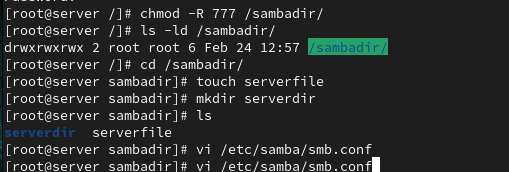 [root@server /]# chmod -R 777 /sambadir/
[root@server /]# ls -ld /sambadir/
drwxrwxrwx 2 root root 6 Feb 24 12:57 /sambadir/
[root@server /]# cd /sambadir/
[root@server sambadir]# touch serverfile
[root@server sambadir]# mkdir serverdir
[root@server sambadir]# ls
serverdir  serverfile
[root@server sambadir]# vi /etc/samba/smb.conf
[root@server sambadir]# vi /etc/samba/smb.conf